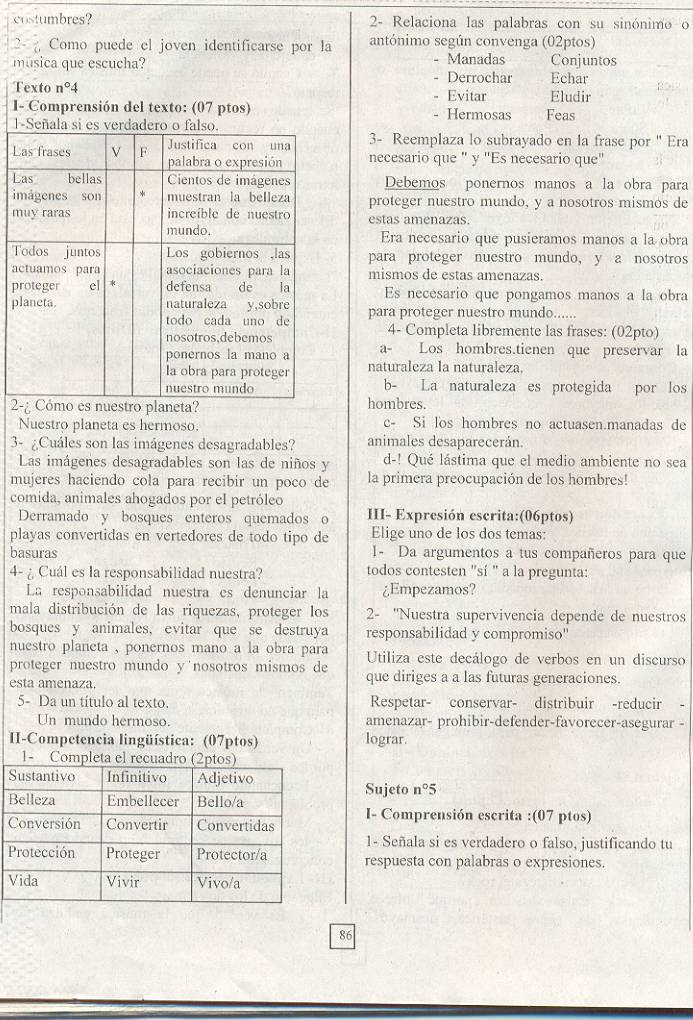 costumbres?
2- ¿ Como puede el joven identificarse por la
música que escucha?
Texto n°4
I- Comprensión del texto: (07 ptos)
1-Señala si es verdadero o falso.
Las frases V F Justifica con una
palabra o expresión
Las bellas
imágenes son
muy raras
*
Cientos de imágenes
muestran la belleza
increíble de nuestro
mundo.
Todos juntos
actuamos para
proteger el
planeta.
*
Los gobiernos ,las
asociaciones para la
defensa de la
naturaleza y,sobre
todo cada uno de
nosotros,debemos
ponernos la mano a
la obra para proteger
nuestro mundo
2-¿ Cómo es nuestro planeta?
Nuestro planeta es hermoso.
3- ¿Cuáles son las imágenes desagradables?
Las imágenes desagradables son las de niños y
mujeres haciendo cola para recibir un poco de
comida, animales ahogados por el petróleo
Derramado y bosques enteros quemados o
playas convertidas en vertedores de todo tipo de
basuras
4- ¿ Cuál es la responsabilidad nuestra?
La responsabilidad nuestra es denunciar la
mala distribución de las riquezas, proteger los
bosques y animales, evitar que se destruya
nuestro planeta , ponernos mano a la obra para
proteger nuestro mundo y nosotros mismos de
esta amenaza.
5- Da un título al texto.
Un mundo hermoso.
II-Competencia lingüística: (07ptos)
1- Completa el recuadro (2ptos)
Sustantivo Infinitivo Adjetivo
Belleza Embellecer Bello/a
Conversión Convertir Convertidas
Protección Proteger Protector/a
Vida Vivir Vivo/a
2- Relaciona las palabras con su sinónimo o
antónimo según convenga (02ptos)
- Manadas Conjuntos
- Derrochar Echar
- Evitar Eludir
- Hermosas Feas
3- Reemplaza lo subrayado en la frase por " Era
necesario que " y "Es necesario que"
Debemos ponernos manos a la obra para
proteger nuestro mundo, y a nosotros mismos de
estas amenazas.
Era necesario que pusieramos manos a la obra
para proteger nuestro mundo, y a nosotros
mismos de estas amenazas.
Es necesario que pongamos manos a la obra
para proteger nuestro mundo......
4- Completa libremente las frases: (02pto)
a- Los hombres.tienen que preservar la
naturaleza la naturaleza,
b- La naturaleza es protegida por los
hombres.
c- Si los hombres no actuasen.manadas de
animales desaparecerán.
d-! Qué lástima que el medio ambiente no sea
la primera preocupación de los hombres!
III- Expresión escrita:(06ptos)
Elige uno de los dos temas:
1- Da argumentos a tus compañeros para que
todos contesten "sí " a la pregunta:
¿Empezamos?
2- "Nuestra supervivencia depende de nuestros
responsabilidad y compromiso"
Utiliza este decálogo de verbos en un discurso
que diriges a a las futuras generaciones.
Respetar- conservar- distribuir -reducir -
amenazar- prohibir-defender-favorecer-asegurar -
lograr.
Sujeto n°5
I- Comprensión escrita :(07 ptos)
1- Señala si es verdadero o falso, justificando tu
respuesta con palabras o expresiones.
86